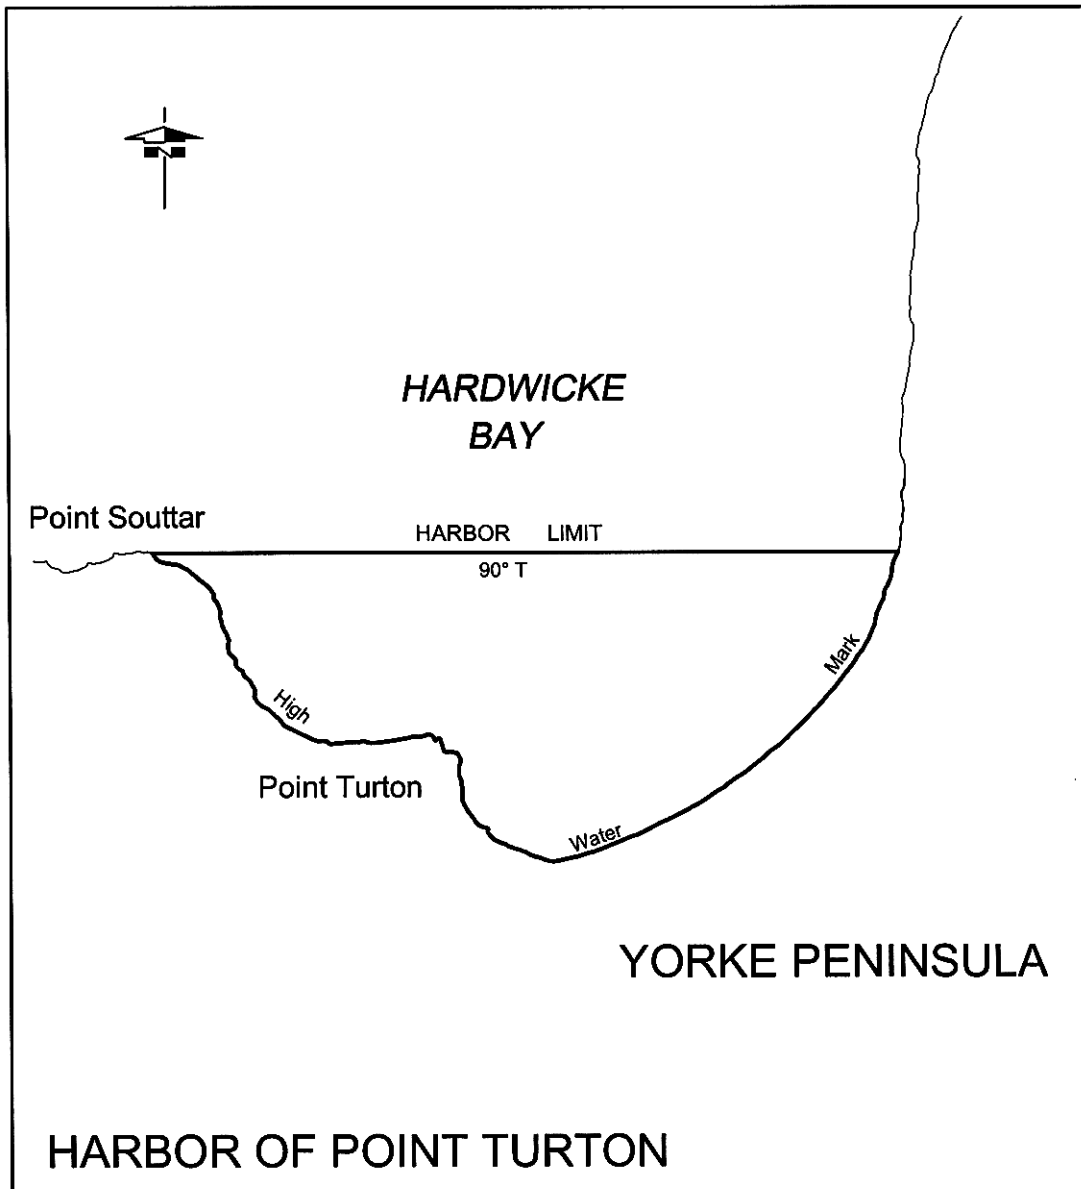 N
HARDWICKE
BAY
Point Souttar
HARBOR LIMIT
90° T
Mark
High
Point Turton
Water
YORKE PENINSULA
HARBOR OF POINT TURTON